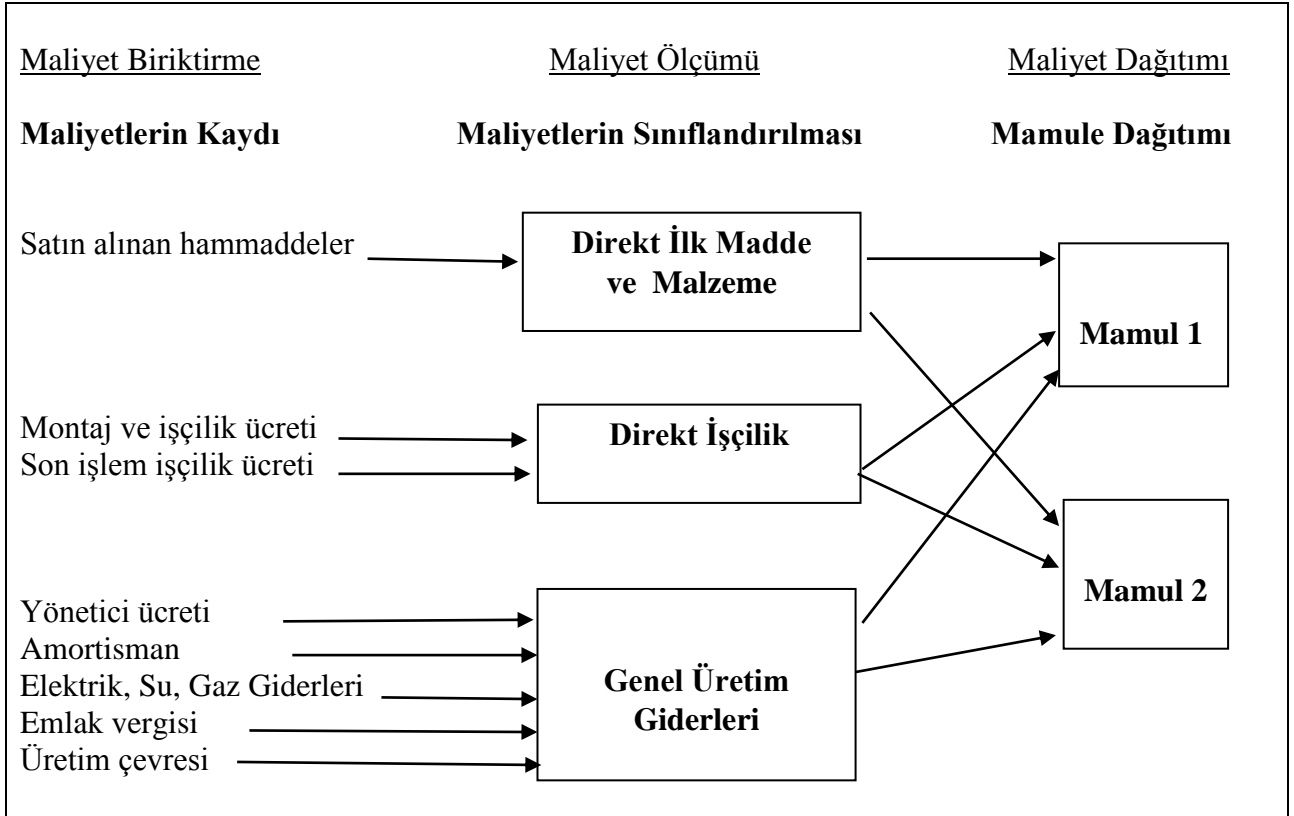 Maliyet Biriktirme Maliyet Ölçümü Maliyet Dağıtımı
Maliyetlerin Kaydı Maliyetlerin Sınıflandırılması Mamule Dağıtımı
Satın alınan hammaddeler
Direkt İlk Madde
ve Malzeme
Mamul 1
Montaj ve işçilik ücreti
Son işlem işçilik ücreti
Direkt İşçilik
Mamul 2
Yönetici ücreti
Amortisman
Elektrik, Su, Gaz Giderleri
Emlak vergisi
Üretim çevresi
Genel Üretim
Giderleri